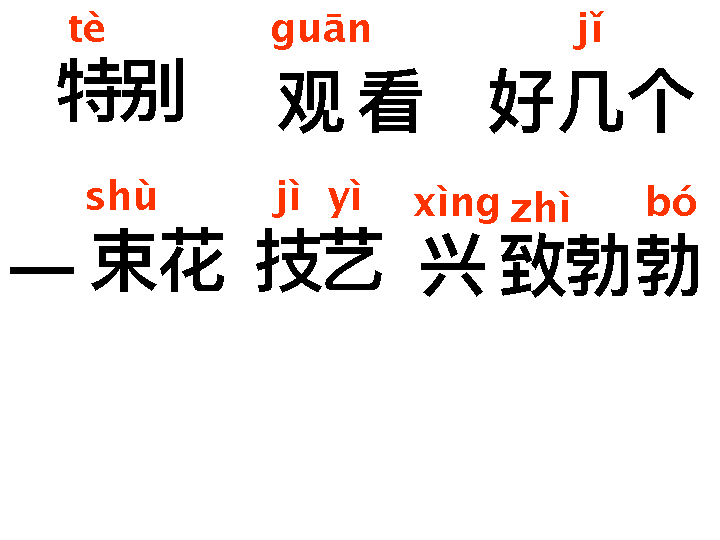 tè guān jǐ
特别 观看 好几个
shù jì yì xìng zhì bó
一束花 技艺 兴致勃勃